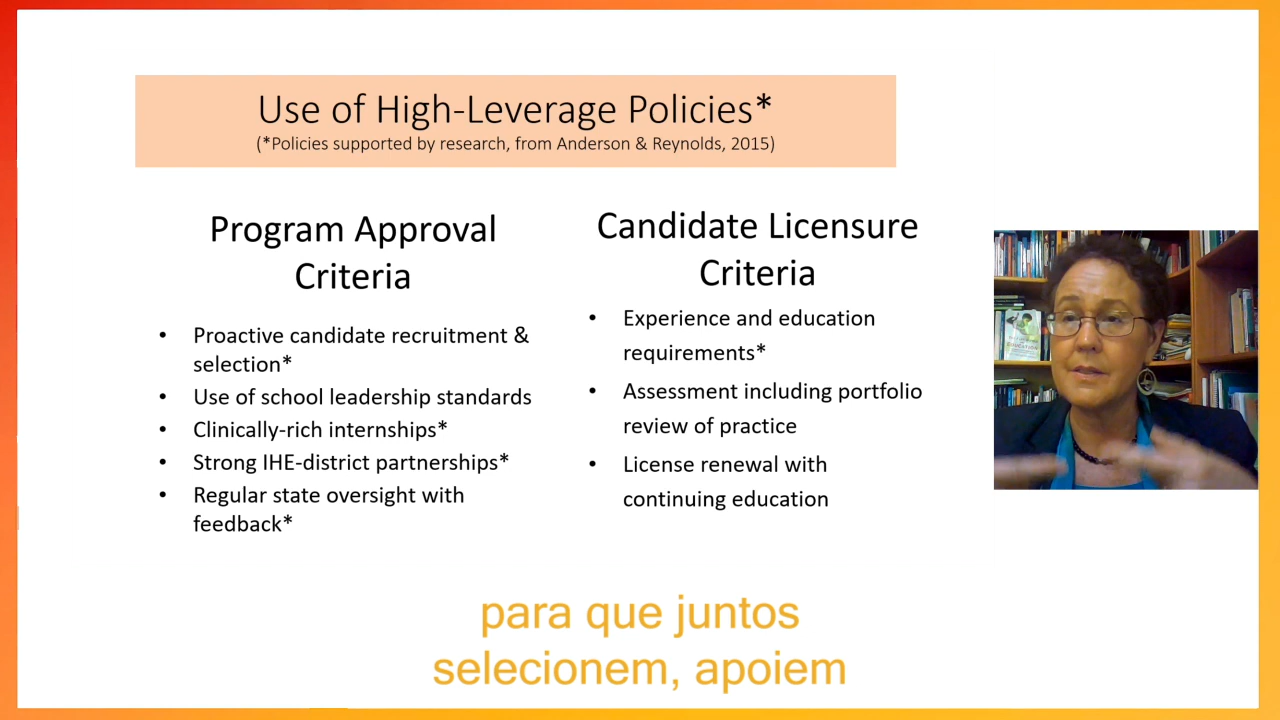 Use of High-Leverage Policies*
(*Policies supported by research, from Anderson & Reynolds, 2015)
Program Approval
Criteria
• Proactive candidate recruitment &
selection*
• Use of school leadership standards
• Clinically-rich internships*
• Strong IHE-district partnerships*
• Regular state oversight with
feedback*
Candidate Licensure
Criteria
• Experience and education
requirements*
• Assessment including portfolio
review of practice
• License renewal with
continuing education
para que juntos
selecionem, apoiem